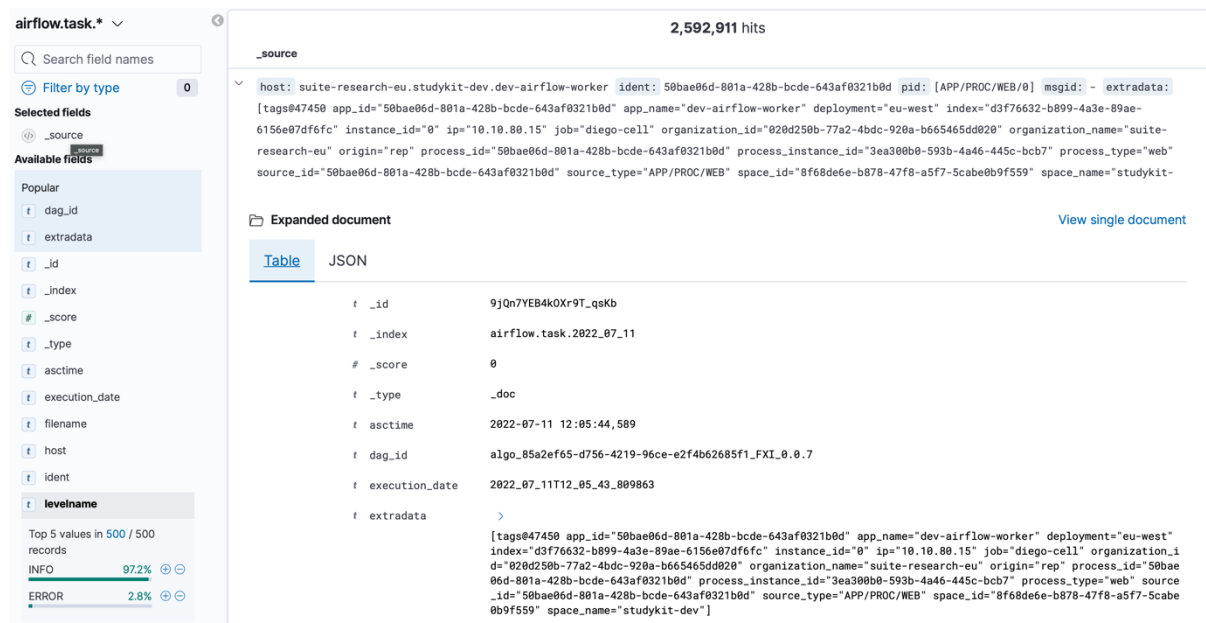 airflow.task.*
Search field names
Filter by type 0
Selected fields
_source
_source
Available fields
Popular
t dag_id
t extradata
t _id
t _index
# _score
t _type
t asctime
t execution_date
t filename
t host
t ident
t levelname
Top 5 values in 500 / 500
records
INFO 97.2%
ERROR 2.8%
2,592,911 hits
_source
host: suite-research-eu.studykit-dev.dev-airflow-worker ident: 50bae06d-801a-428b-bcde-643af0321b0d pid: [APP/PROC/WEB/0] msgid: - extradata:
[tags@47450 app_id="50bae06d-801a-428b-bcde-643af0321b0d" app_name="dev-airflow-worker" deployment="eu-west" index="d3f76632-b899-4a3e-89ae-
6156e07df6fc" instance_id="0" ip="10.10.80.15" job="diego-cell" organization_id="020d250b-77a2-4bdc-920a-b665465dd020" organization_name="suite-
research-eu" origin="rep" process_id="50bae06d-801a-428b-bcde-643af0321b0d" process_instance_id="3ea300b0-593b-4a46-445c-bcb7" process_type="web"
source_id="50bae06d-801a-428b-bcde-643af0321b0d" source_type="APP/PROC/WEB" space_id="8f68de6e-b878-47f8-a5f7-5cabe0b9f559" space_name="studykit-
Expanded document
View single document
Table JSON
t _id 9jQn7YEB4kOXr9T_qsKb
t _index airflow.task.2022_07_11
# _score 0
t _type _doc
t asctime 2022-07-11 12:05:44,589
t dag_id algo_85a2ef65-d756-4219-96ce-e2f4b62685f1_FXI_0.0.7
t execution_date 2022_07_11T12_05_43_809863
t extradata
[tags@47450 app_id="50bae06d-801a-428b-bcde-643af0321b0d" app_name="dev-airflow-worker" deployment="eu-west"
index="d3f76632-b899-4a3e-89ae-6156e07df6fc" instance_id="0" ip="10.10.80.15" job="diego-cell" organization_i
d="020d250b-77a2-4bdc-920a-b665465dd020" organization_name="suite-research-eu" origin="rep" process_id="50bae
06d-801a-428b-bcde-643af0321b0d" process_instance_id="3ea300b0-593b-4a46-445c-bcb7" process_type="web" source
_id="50bae06d-801a-428b-bcde-643af0321b0d" source_type="APP/PROC/WEB" space_id="8f68de6e-b878-47f8-a5f7-5cabe
0b9f559" space_name="studykit-dev"]